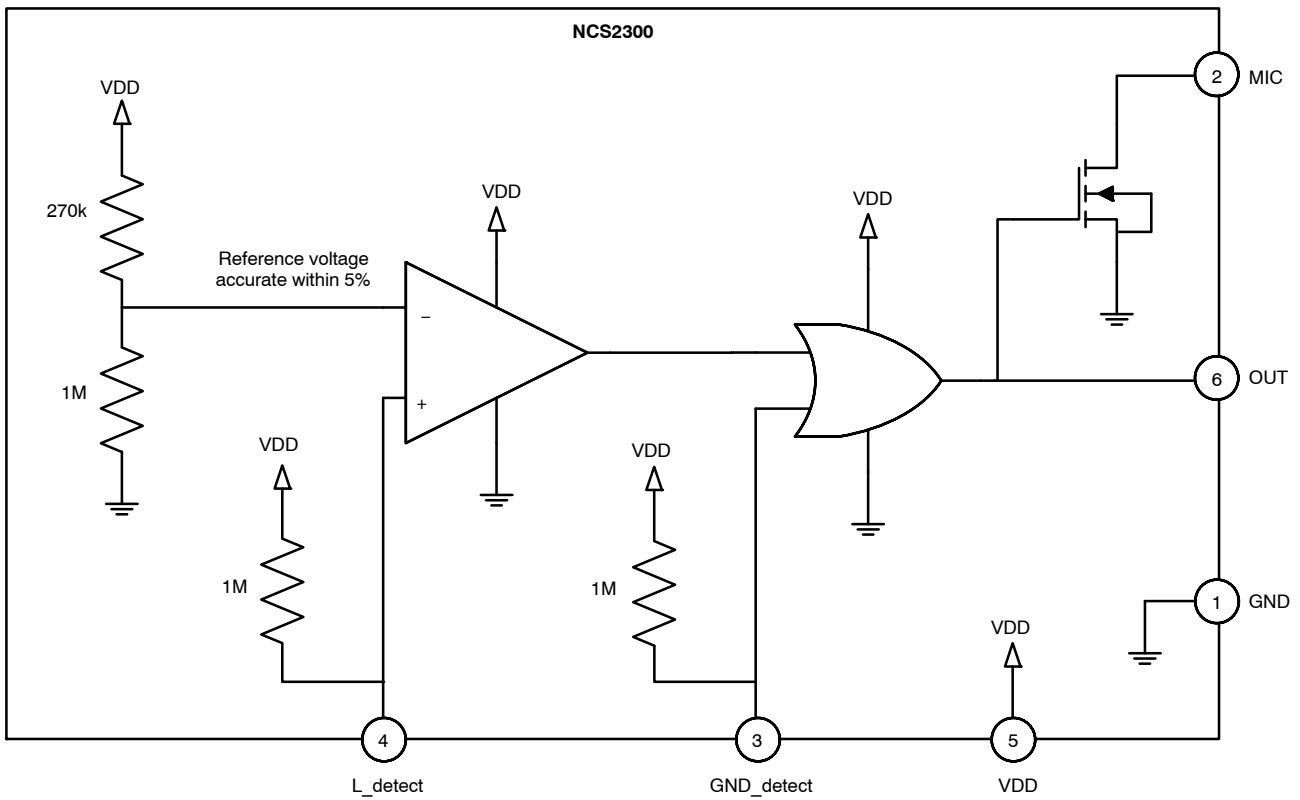 NCS2300
VDD
2
MIC
VDD
VDD
270k
Reference voltage
accurate within 5%
−
1M
6
OUT
+
VDD
VDD
1M
1M
1
GND
VDD
4
3
5
L_detect
GND_detect
VDD